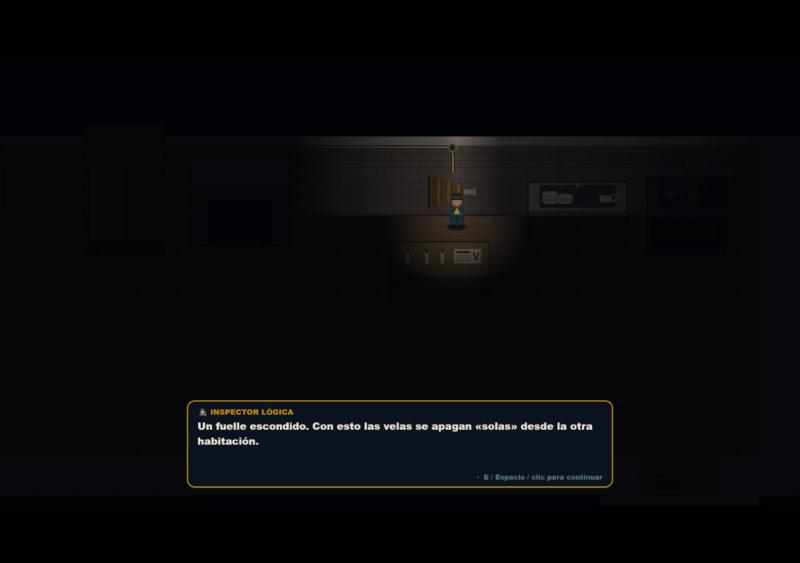 V
INSPECTOR LÓGICA
Un fuelle escondido. Con esto las velas se apagan «solas» desde la otra
habitación.
• E / Espacio / clic para continuar